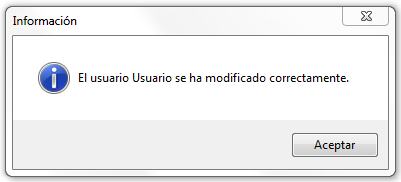 Información
El usuario Usuario se ha modificado correctamente.
Aceptar